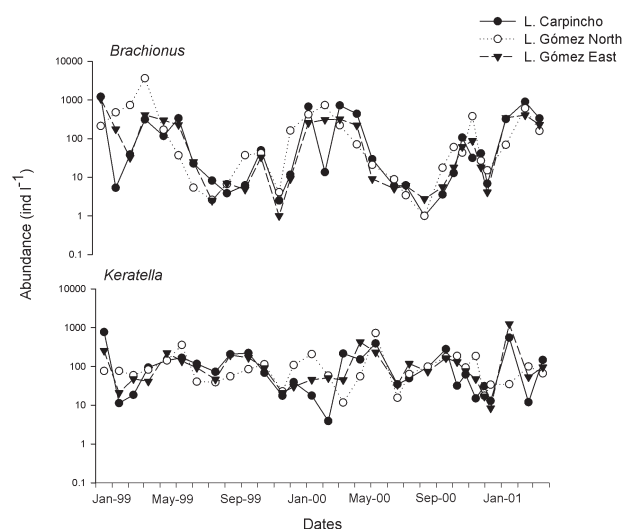 L. Carpincho
L. Gómez North
L. Gómez East
Brachionus
10000
1000
100
10
1
0.1
Abundance (ind l⁻¹)
Keratella
10000
1000
100
10
1
0.1
Jan-99 May-99 Sep-99 Jan-00 May-00 Sep-00 Jan-01
Dates